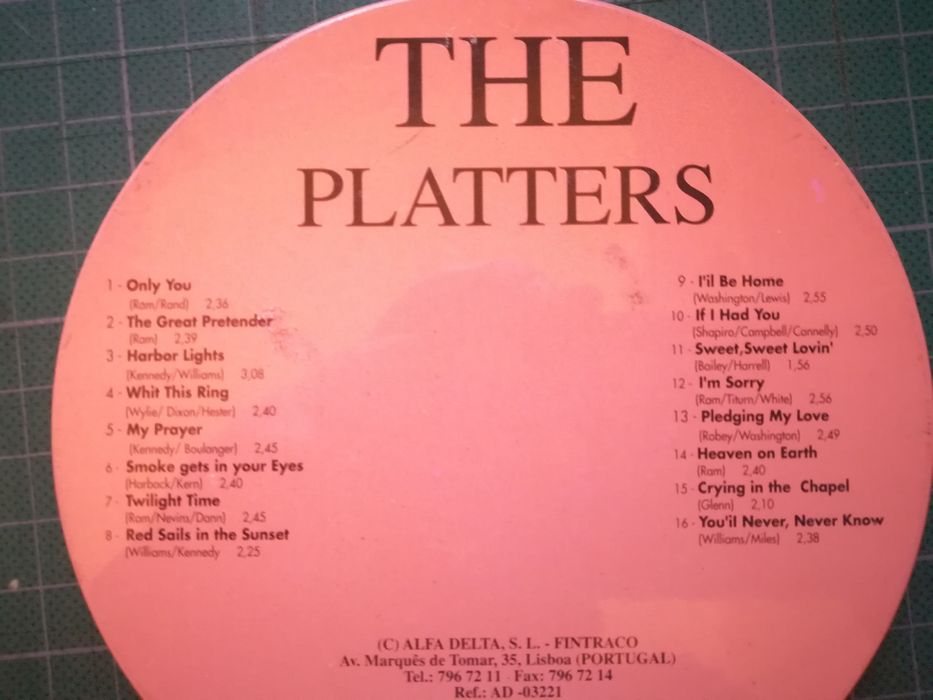 THE
PLATTERS
1 - Only You
(Ram/Rand) 2,36
2 - The Great Pretender
(Ram) 2,39
3 - Harbor Lights
(Kennedy/Williams) 3,08
4 - Whit This Ring
(Wylie/ Dixon/Hester) 2,40
5 - My Prayer
(Kennedy/ Boulanger) 2,45
6 - Smoke gets in your Eyes
(Harback/Kern) 2,40
7 - Twilight Time
(Ram/Nevins/Dann) 2,45
8 - Red Sails in the Sunset
(Williams/Kennedy 2,25
9 - I'il Be Home
(Washington/Lewis) 2,55
10 - If I Had You
(Shapiro/Campbell/Connelly) 2,50
11 - Sweet,Sweet Lovin'
(Bailey/Harrell) 1,56
12 - I'm Sorry
(Ram/Titurn/White) 2,56
13 - Pledging My Love
(Robey/Washington) 2,49
14 - Heaven on Earth
(Ram) 2,40
15 - Crying in the Chapel
(Glenn) 2,10
16 - You'il Never, Never Know
(Williams/Miles) 2,38
(C) ALFA DELTA, S. L. - FINTRACO
Av. Marquês de Tomar, 35, Lisboa (PORTUGAL)
Tel.: 796 72 11 - Fax: 796 72 14
Ref.: AD -03221